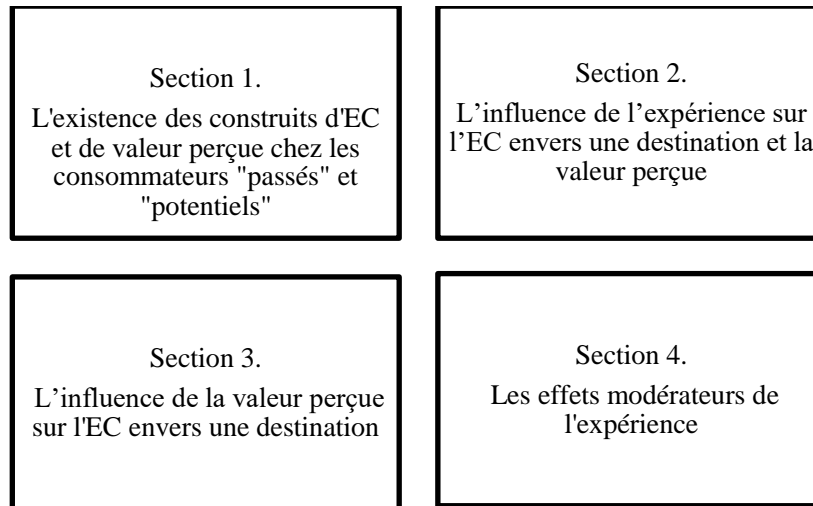 Section 1.
L'existence des construits d'EC
et de valeur perçue chez les
consommateurs "passés" et
"potentiels"
Section 2.
L’influence de l’expérience sur
l’EC envers une destination et la
valeur perçue
Section 3.
L’influence de la valeur perçue
sur l'EC envers une destination
Section 4.
Les effets modérateurs de
l'expérience